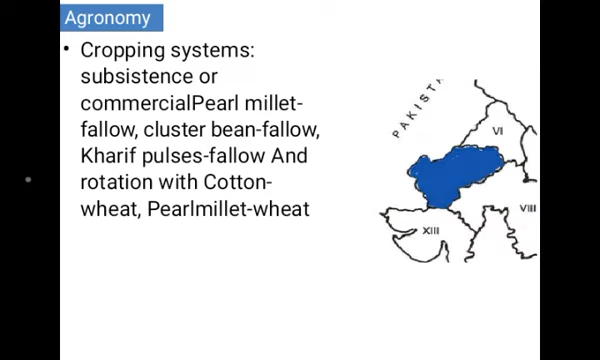 Agronomy
• Cropping systems:
subsistence or
commercialPearl millet-
fallow, cluster bean-fallow,
Kharif pulses-fallow And
rotation with Cotton-
wheat, Pearlmillet-wheat
PAKISTA
VI
VIII
XIII